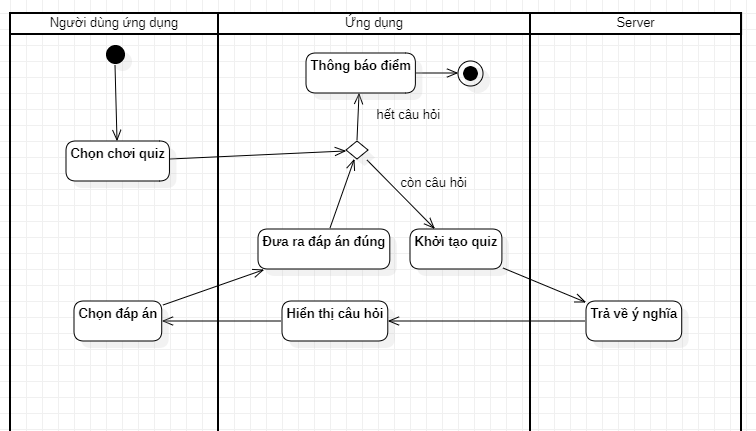 Người dùng ứng dụng
Ứng dụng
Server
Thông báo điểm
hết câu hỏi
Chọn chơi quiz
còn câu hỏi
Đưa ra đáp án đúng
Khởi tạo quiz
Chọn đáp án
Hiển thị câu hỏi
Trả về ý nghĩa